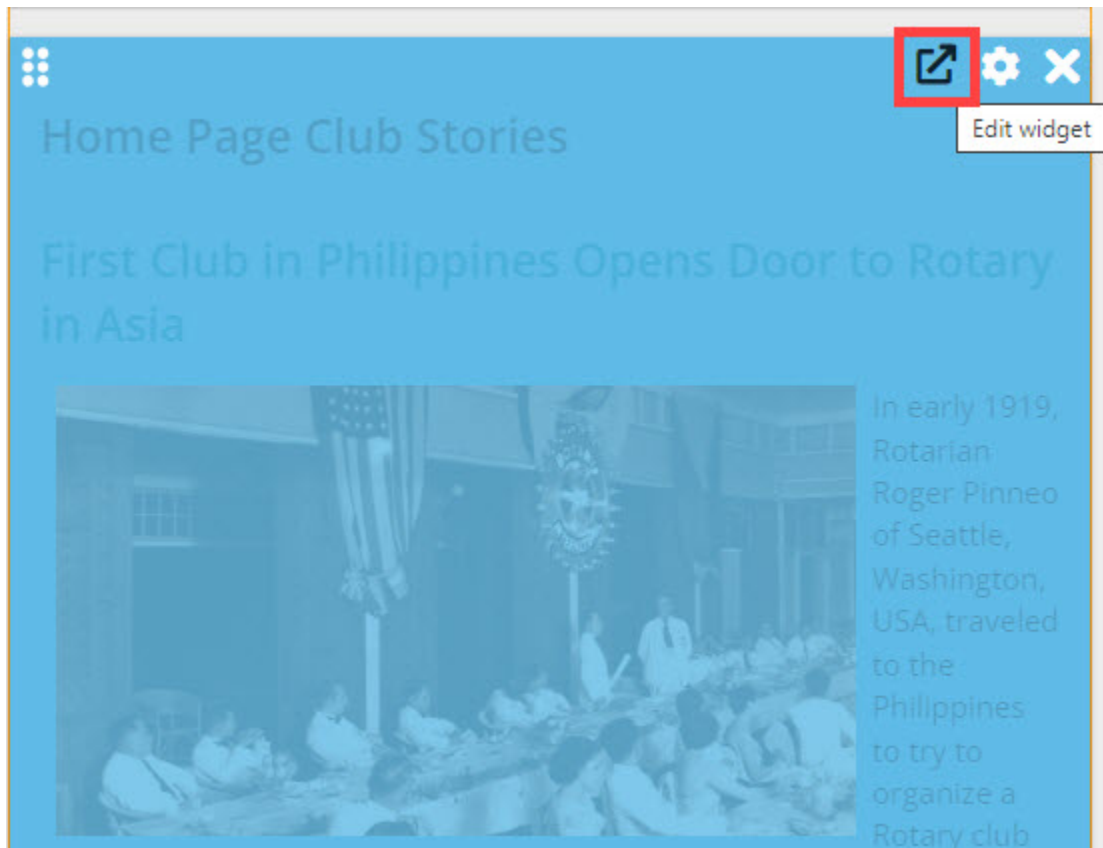 Edit widget
Home Page Club Stories
First Club in Philippines Opens Door to Rotary
in Asia
In early 1919,
Rotarian
Roger Pinneo
of Seattle,
Washington,
USA, traveled
to the
Philippines
to try to
organize a
Rotary club